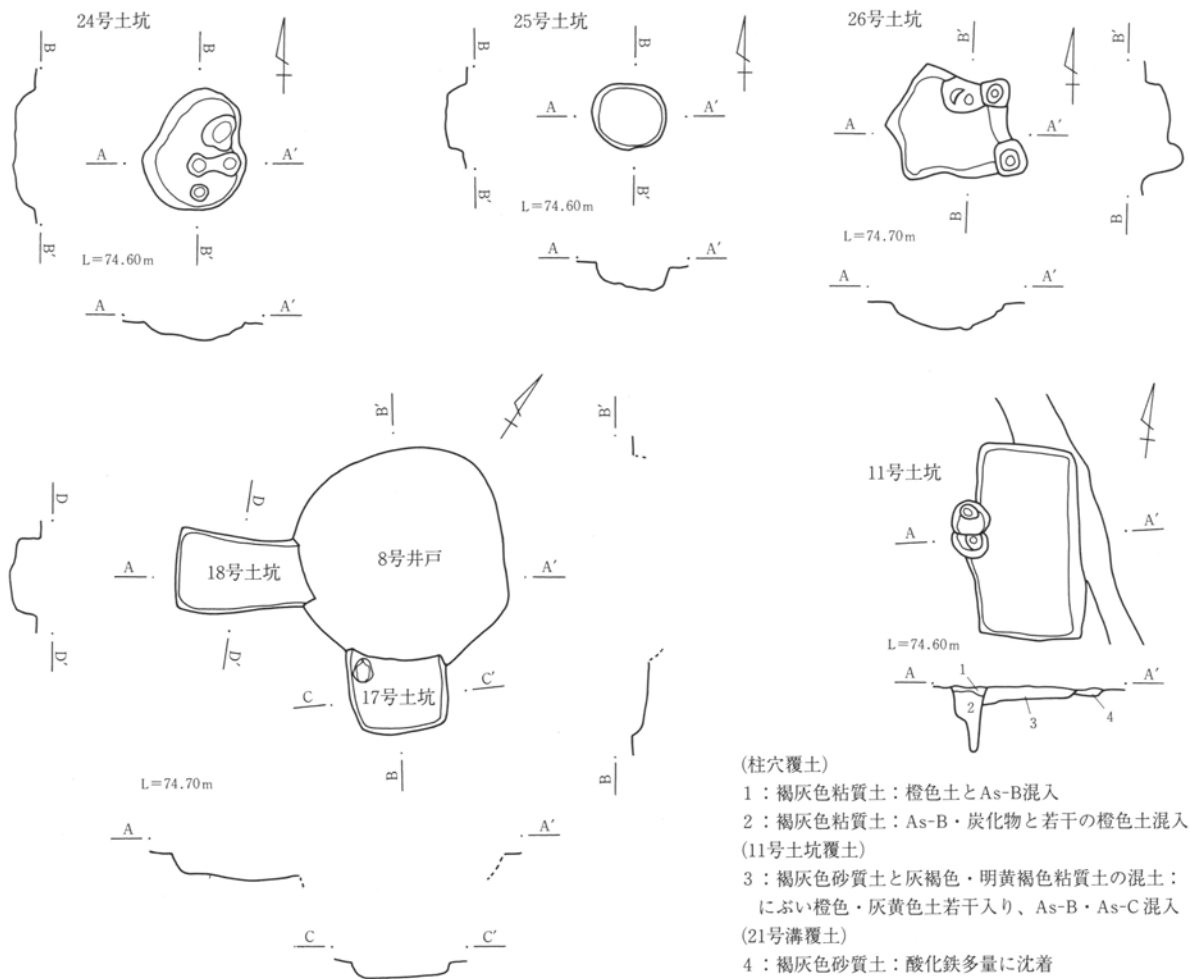 24号土坑
B
B
A
A′
B′
B′
L=74.60m
A
A′
25号土坑
B
B
A
A′
B′
B′
L=74.60m
A
A′
26号土坑
B′
B′
A
A′
B
B
L=74.70m
A
A′
B′
B′
D
D
A
18号土坑
8号井戸
A′
D′
D′
C
17号土坑
C′
B
B
L=74.70m
A
A′
C
C′
11号土坑
A
A′
L=74.60m
A
1
A′
2
3
4
(柱穴覆土)
1：褐灰色粘質土：橙色土とAs-B混入
2：褐灰色粘質土：As-B・炭化物と若干の橙色土混入
(11号土坑覆土)
3：褐灰色砂質土と灰褐色・明黄褐色粘質土の混土：
にぶい橙色・灰黄色土若干入り、As-B・As-C混入
(21号溝覆土)
4：褐灰色砂質土：酸化鉄多量に沈着